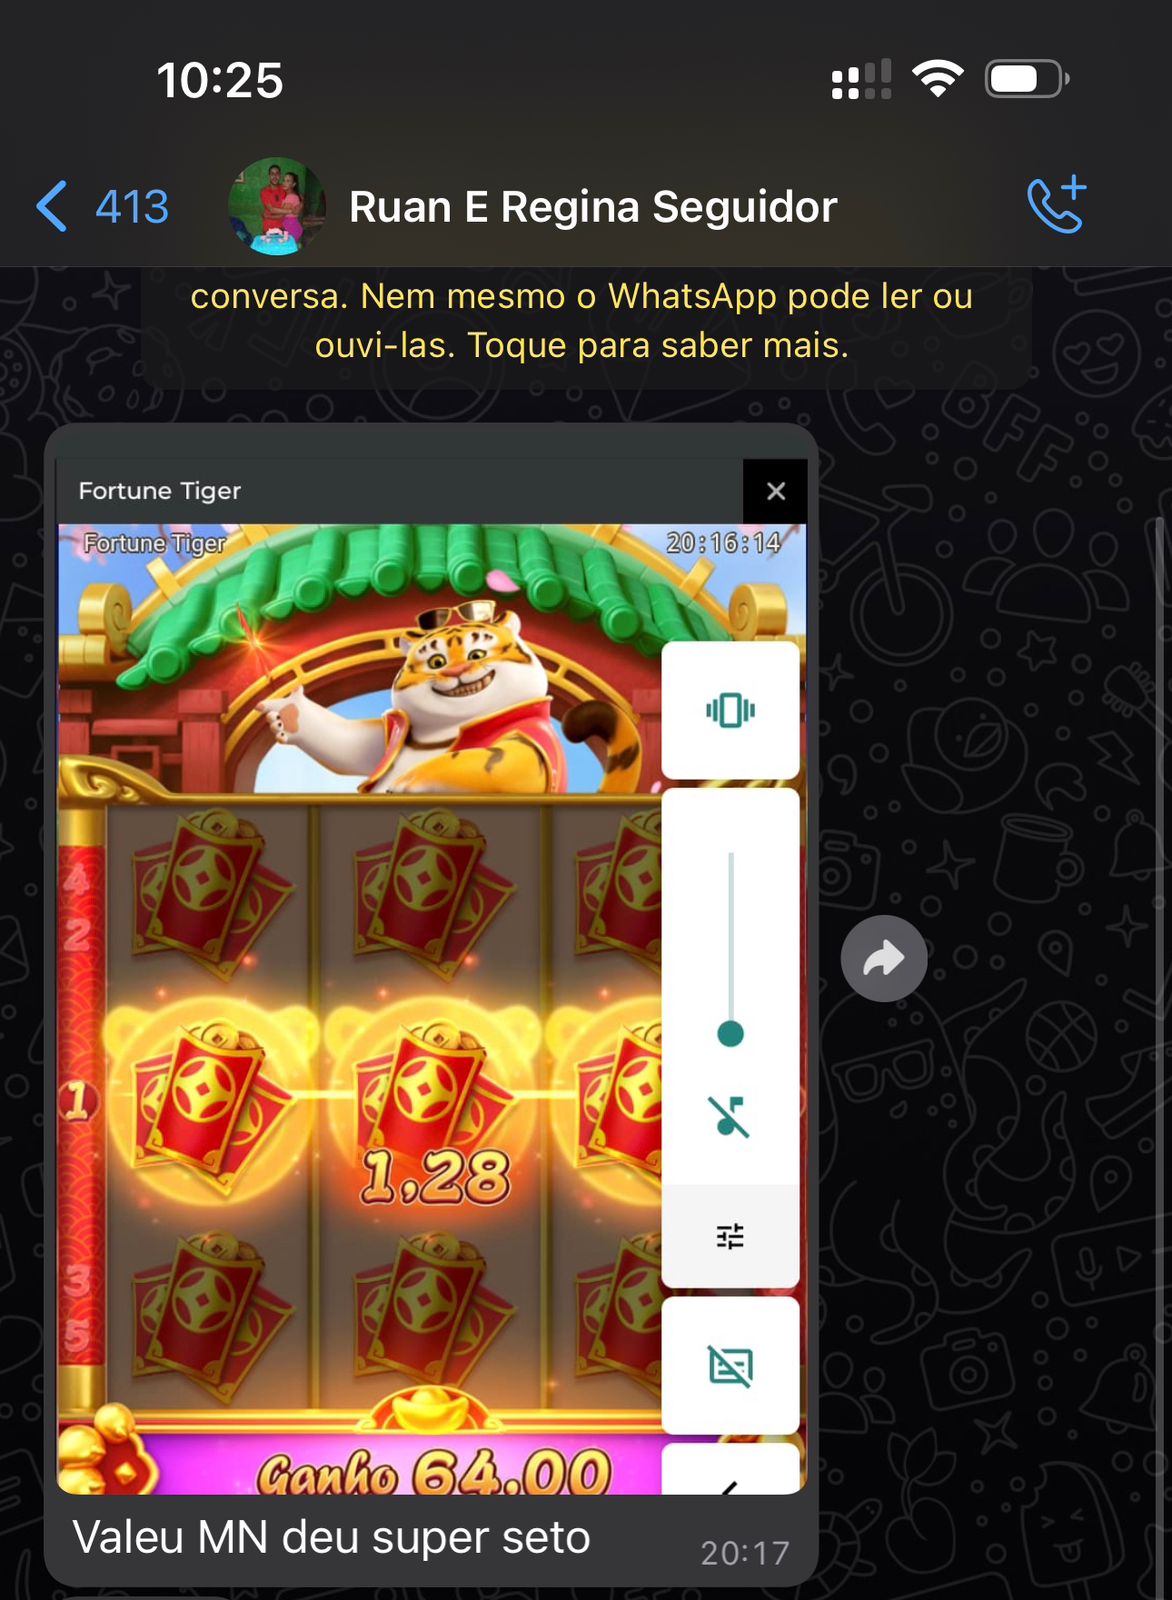 10:25
413
Ruan E Regina Seguidor
conversa. Nem mesmo o WhatsApp pode ler ou
ouvi-las. Toque para saber mais.
Fortune Tiger
Fortune Tiger
20:16:14
4
2
1
3
5
1,28
Ganho 64,00
Valeu MN deu super seto
20:17
BFF